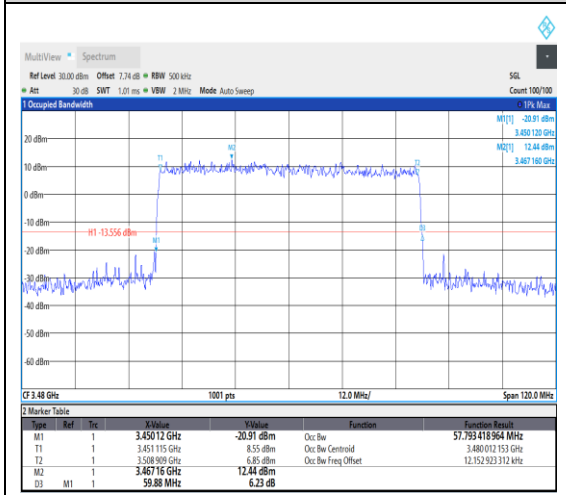 MultiView Spectrum
Ref Level 30.00 dBm Offset 7.74 dB RBW 500 kHz SGL
Att 30 dB SWT 1.01 ms VBW 2 MHz Mode Auto Sweep Count 100/100
1 Occupied Bandwidth 1Pk Max
M1[1] -20.91 dBm
3.450 120 GHz
M2[1] 12.44 dBm
3.467 160 GHz
20 dBm
M2
T1 T2
10 dBm
0 dBm
-10 dBm
H1 -13.556 dBm
D3
M1
-20 dBm
-30 dBm
-40 dBm
-50 dBm
-60 dBm
CF 3.48 GHz 1001 pts 12.0 MHz/ Span 120.0 MHz
2 Marker Table
Type Ref Trc X-Value Y-Value Function Function Result
M1 1 3.45012 GHz -20.91 dBm Occ Bw 57.793 418 964 MHz
T1 1 3.451 115 GHz 8.55 dBm Occ Bw Centroid 3.480 012 153 GHz
T2 1 3.508 909 GHz 6.85 dBm Occ Bw Freq Offset 12.152 923 312 kHz
M2 1 3.467 16 GHz 12.44 dBm
D3 M1 1 59.88 MHz 6.23 dB